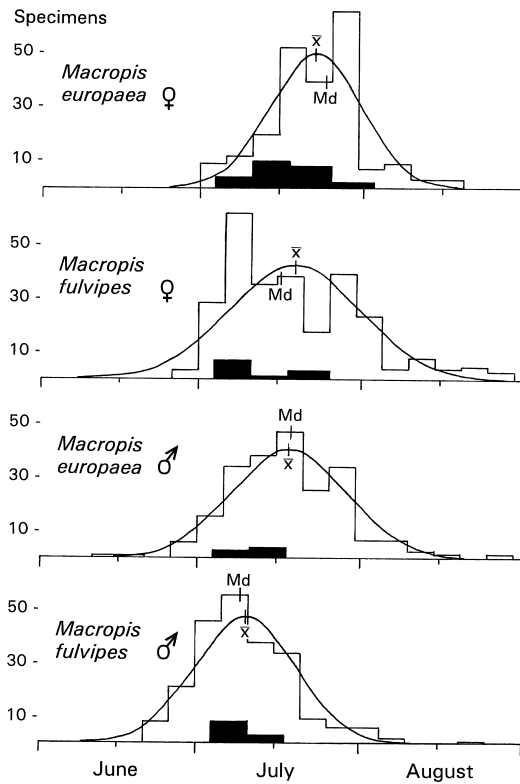 Specimens
50 -
30 -
10 -
Macropis
europaea ♀
x̄
Md
50 -
30 -
10 -
Macropis
fulvipes ♀
x̄
Md
50 -
30 -
10 -
Macropis
europaea ♂
Md
x̄
50 -
30 -
10 -
Macropis
fulvipes ♂
Md
x̄
June July August